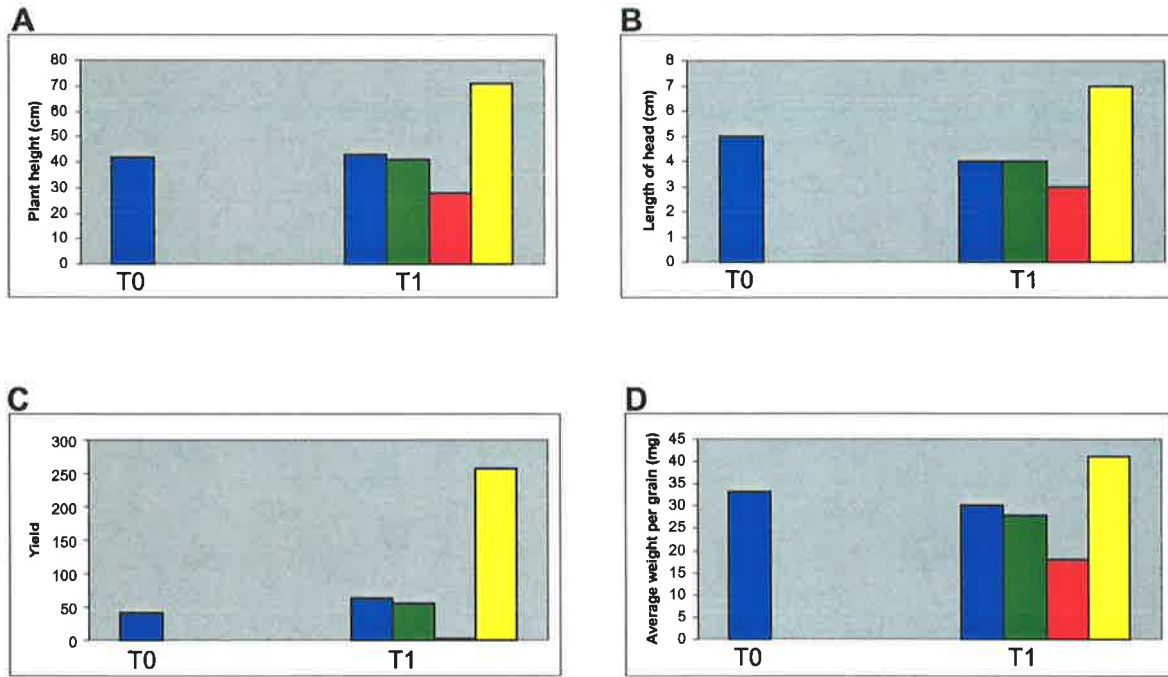 A
Plant height (cm)
80
70
60
50
40
30
20
10
0
T0 T1
B
Length of head (cm)
8
7
6
5
4
3
2
1
0
T0 T1
C
Yield
300
250
200
150
100
50
0
T0 T1
D
Average weight per grain (mg)
45
40
35
30
25
20
15
10
5
0
T0 T1